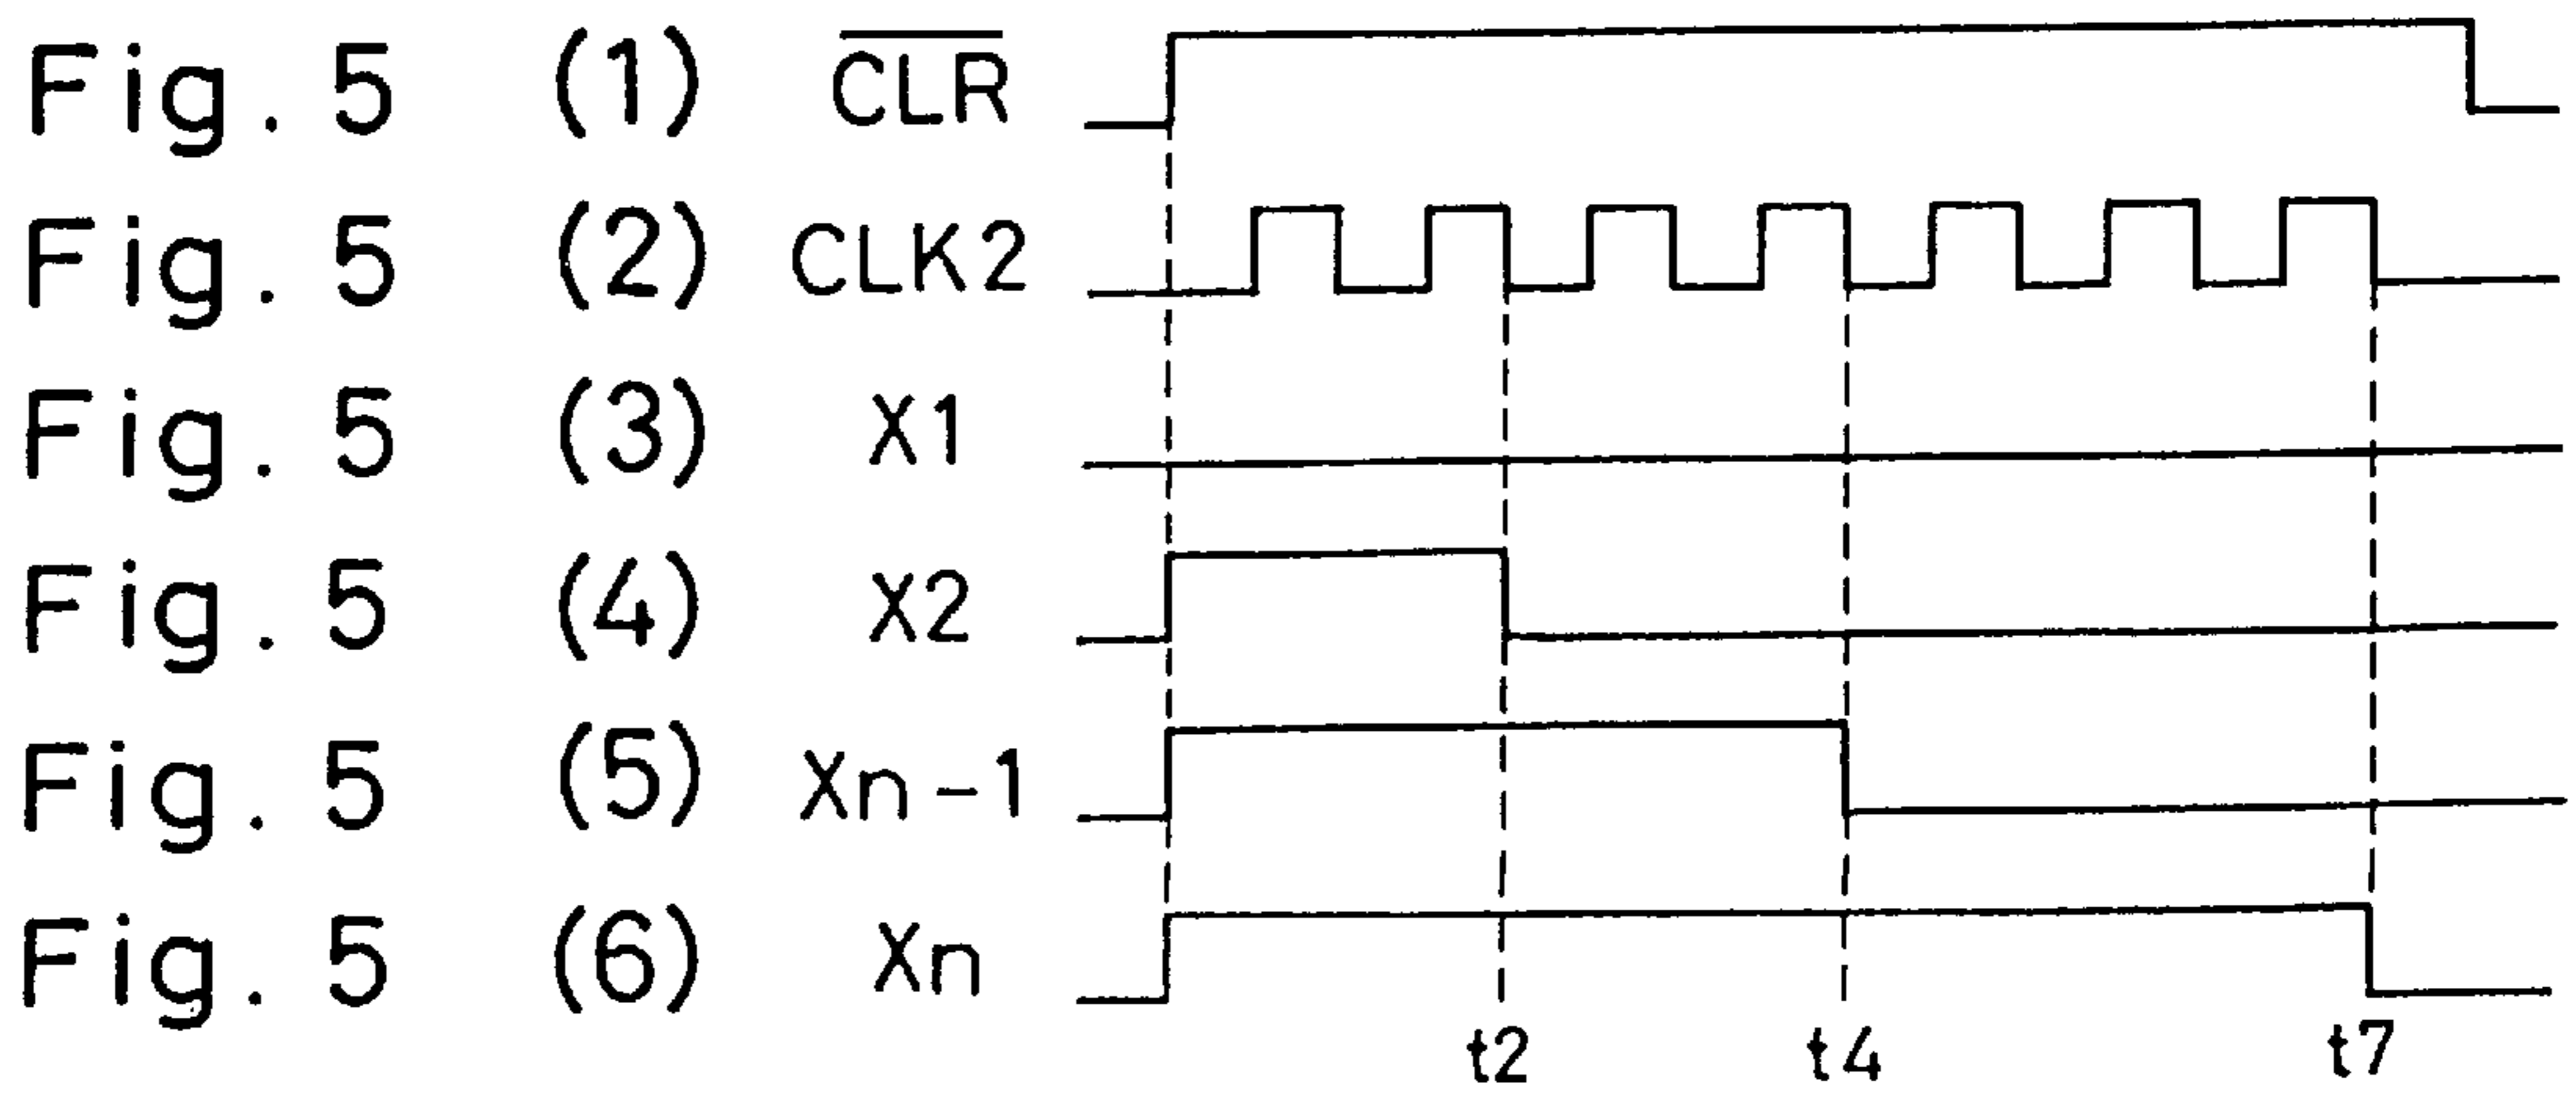 Fig. 5 (1) C̅L̅R̅
Fig. 5 (2) CLK2
Fig. 5 (3) X1
Fig. 5 (4) X2
Fig. 5 (5) Xn-1
Fig. 5 (6) Xn
t2 t4 t7